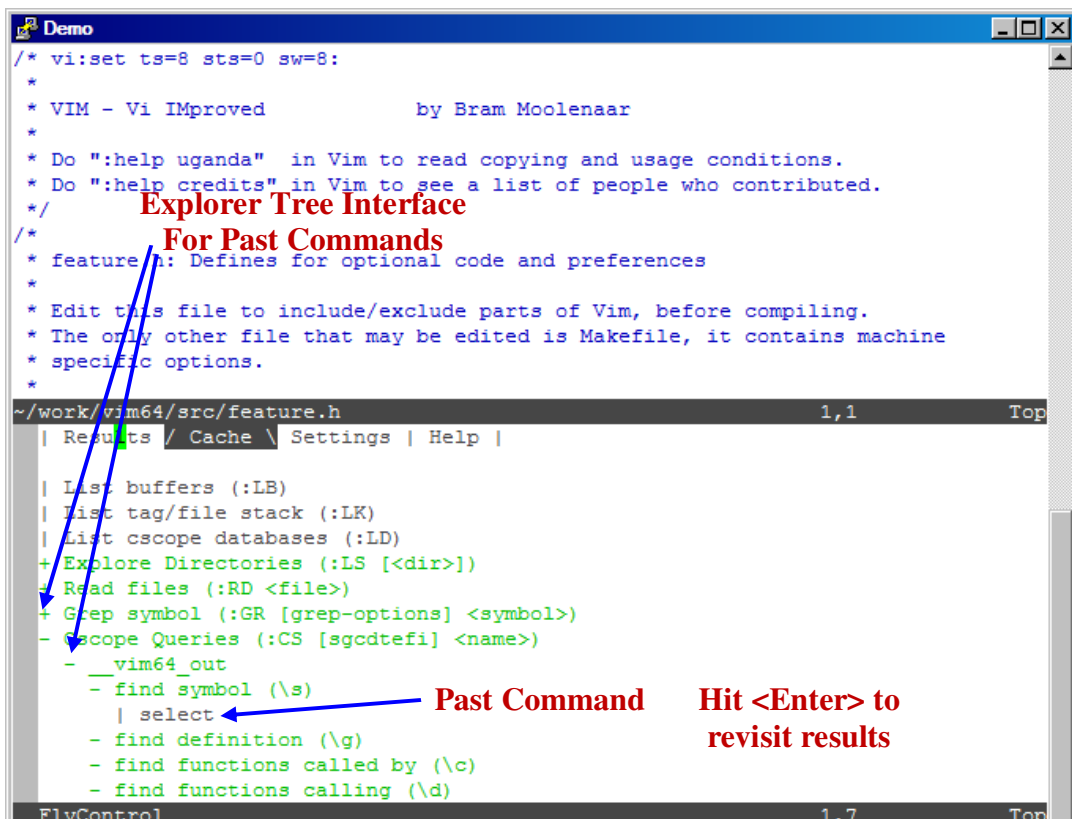 Demo
/* vi:set ts=8 sts=0 sw=8:
 *
 * VIM - Vi IMproved by Bram Moolenaar
 *
 * Do ":help uganda" in Vim to read copying and usage conditions.
 * Do ":help credits" in Vim to see a list of people who contributed.
 */
Explorer Tree Interface
For Past Commands
/*
 * feature.h: Defines for optional code and preferences
 *
 * Edit this file to include/exclude parts of Vim, before compiling.
 * The only other file that may be edited is Makefile, it contains machine
 * specific options.
 *
~/work/vim64/src/feature.h 1,1 Top
| Results / Cache \ Settings | Help |
| List buffers (:LB)
| List tag/file stack (:LK)
| List cscope databases (:LD)
+ Explore Directories (:LS [<dir>])
+ Read files (:RD <file>)
+ Grep symbol (:GR [grep-options] <symbol>)
- Cscope Queries (:CS [sgcdtefi] <name>)
- __vim64_out
- find symbol (\s)
| select
Past Command
Hit <Enter> to
revisit results
- find definition (\g)
- find functions called by (\c)
- find functions calling (\d)
FlyControl 1,7 Top